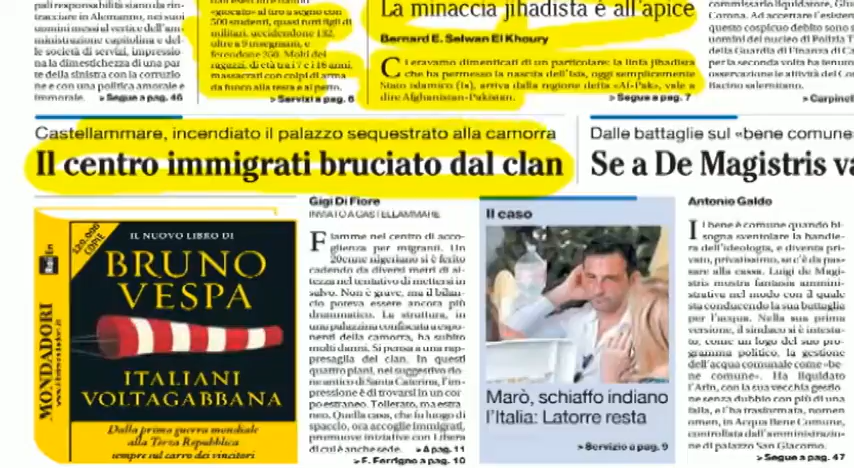 pali responsabilità siano da rin-
tracciare in Alemanno, nei suoi
uomini messi al vertice dell'am-
ministrazione capitolina e del-
le società di servizi, impressio-
na la dimestichezza di una par-
te della sinistra con la corruzio-
ne e con una politica amorale e
immorale. > Segue a pag. 46
«giocato» al tiro a segno con
500 studenti, quasi tutti figli di
militari, uccidendone 132,
oltre a 9 insegnanti, e
ferendone 250. Molti dei
ragazzi, di età tra i 7 e i 16 anni,
massacrati con colpi di arma
da fuoco alla testa e al petto.
> Servizi a pag. 6
La minaccia jihadista è all'apice
Bernard E. Selwan El Khoury
Ci eravamo dimenticati di un particolare: la linfa jihadista
che ha permesso la nascita dell'Isis, oggi semplicemente
Stato islamico (Is), arriva dalla regione detta «Af-Pak», vale a
dire Afghanistan-Pakistan. > Segue a pag. 7
commissario liquidatore,
Corona. Ad accertare l'esisten
questo cospicuo debito sono s
uomini del nucleo di Polizia T
della Guardia di Finanza di Ca
per la seconda volta ha tenuto
osservazione le attività del Co
Bacino salernitano.
> Carpinel
Castellammare, incendiato il palazzo sequestrato alla camorra
Il centro immigrati bruciato dal clan
Dalle battaglie sul «bene comune
Se a De Magistris va
120.000
COPIE
IL NUOVO LIBRO DI
BRUNO
VESPA
ITALIANI
VOLTAGABBANA
Dalla prima guerra mondiale
alla Terza Repubblica
sempre sul carro dei vincitori
MONDADORI
Rai Eri
Gigi Di Fiore
INVIATO A CASTELLAMMARE
Fiamme nel centro di acco-
glienza per migranti. Un
20enne nigeriano si è ferito
cadendo da diversi metri di al-
tezza nel tentativo di mettersi in
salvo. Non è grave, ma il bilan-
cio poteva essere ancora più
drammatico. La struttura, in
una palazzina confiscata a espo-
nenti della camorra, ha subito
molti danni. Si pensa a una rap-
presaglia del clan. In questi
quattro piani, nel suggestivo rio-
ne antico di Santa Caterina, l'im-
pressione è di trovarsi in un cor-
po estraneo. Tollerato, ma estra-
neo. Quella casa, che fu luogo di
spaccio, ora accoglie immigrati,
promuove iniziative con Libera
di cui è anche sede. > A pag. 11
> F. Ferrigno a pag. 10
Il caso
Marò, schiaffo indiano
l'Italia: Latorre resta
> Servizio a pag. 9
Antonio Galdo
Il bene è comune quando bi-
sogna sventolare la bandie-
ra dell'ideologia, e diventa pri-
vato, privatissimo, se c'è da pas-
sare alla cassa. Luigi de Magi-
stris mostra fantasia ammini-
strativa nel modo con il quale
sta conducendo la sua battaglia
per l'acqua. Nella sua prima
versione, il sindaco si è intesta-
to, come un logo del suo pro-
gramma politico, la gestione
dell'acqua comunale come «be-
ne comune». Ha liquidato
l'Arin, con la sua vecchia gestio-
ne senza dubbio con più di una
falla, e l'ha trasformata, nomen
omen, in Acqua Bene Comune,
controllata dall'amministrazio-
ne di palazzo San Giacomo.
> Segue a pag. 47